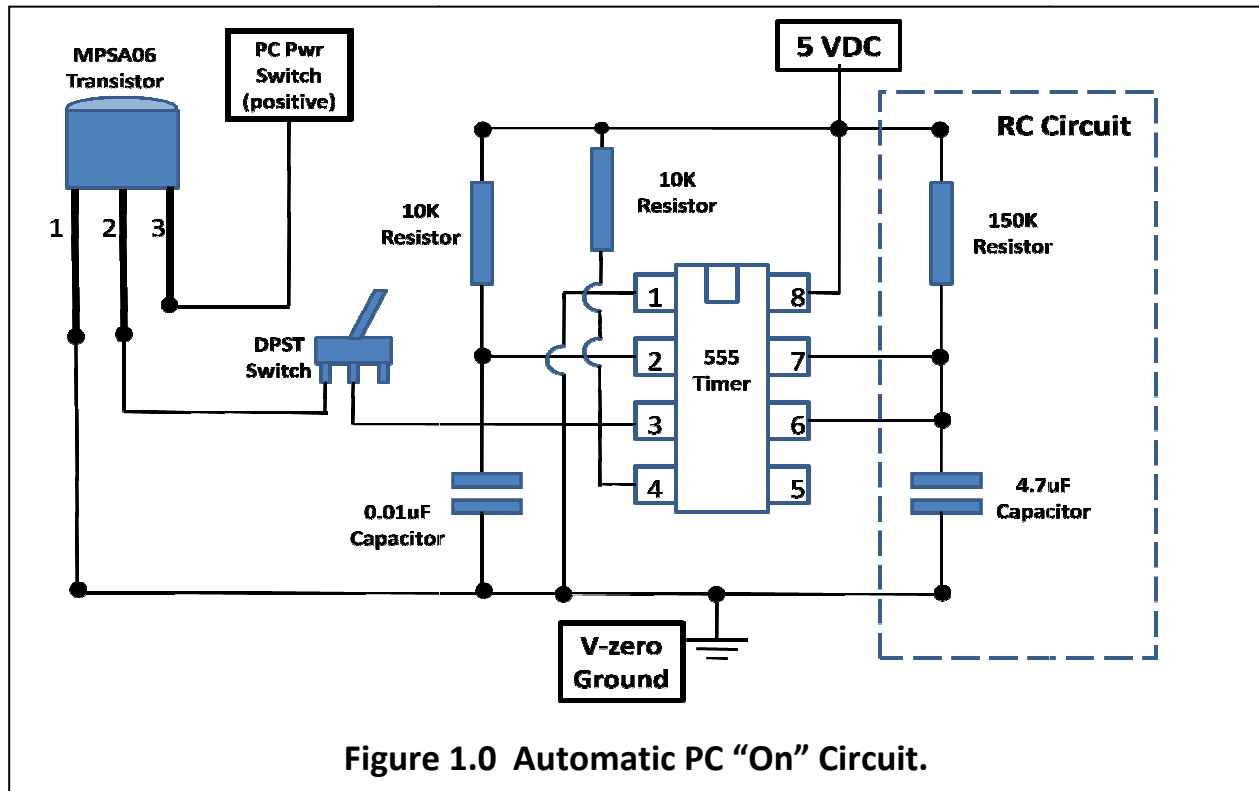 MPSA06
Transistor
PC Pwr
Switch
(positive)
5 VDC
RC Circuit
1
2
3
10K
Resistor
10K
Resistor
150K
Resistor
DPST
Switch
555
Timer
1
2
3
4
8
7
6
5
0.01uF
Capacitor
4.7uF
Capacitor
V-zero
Ground
Figure 1.0  Automatic PC “On” Circuit.